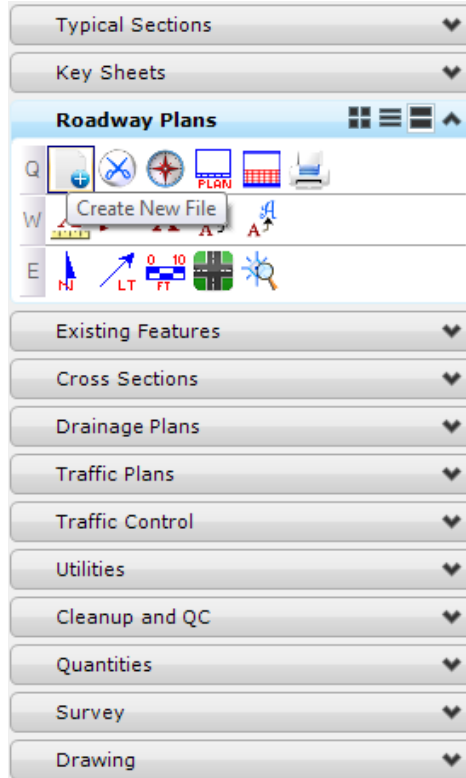 Typical Sections
Key Sheets
Roadway Plans
Q PLAN
Create New File
W A A
E N LT 0 10 FT
Existing Features
Cross Sections
Drainage Plans
Traffic Plans
Traffic Control
Utilities
Cleanup and QC
Quantities
Survey
Drawing